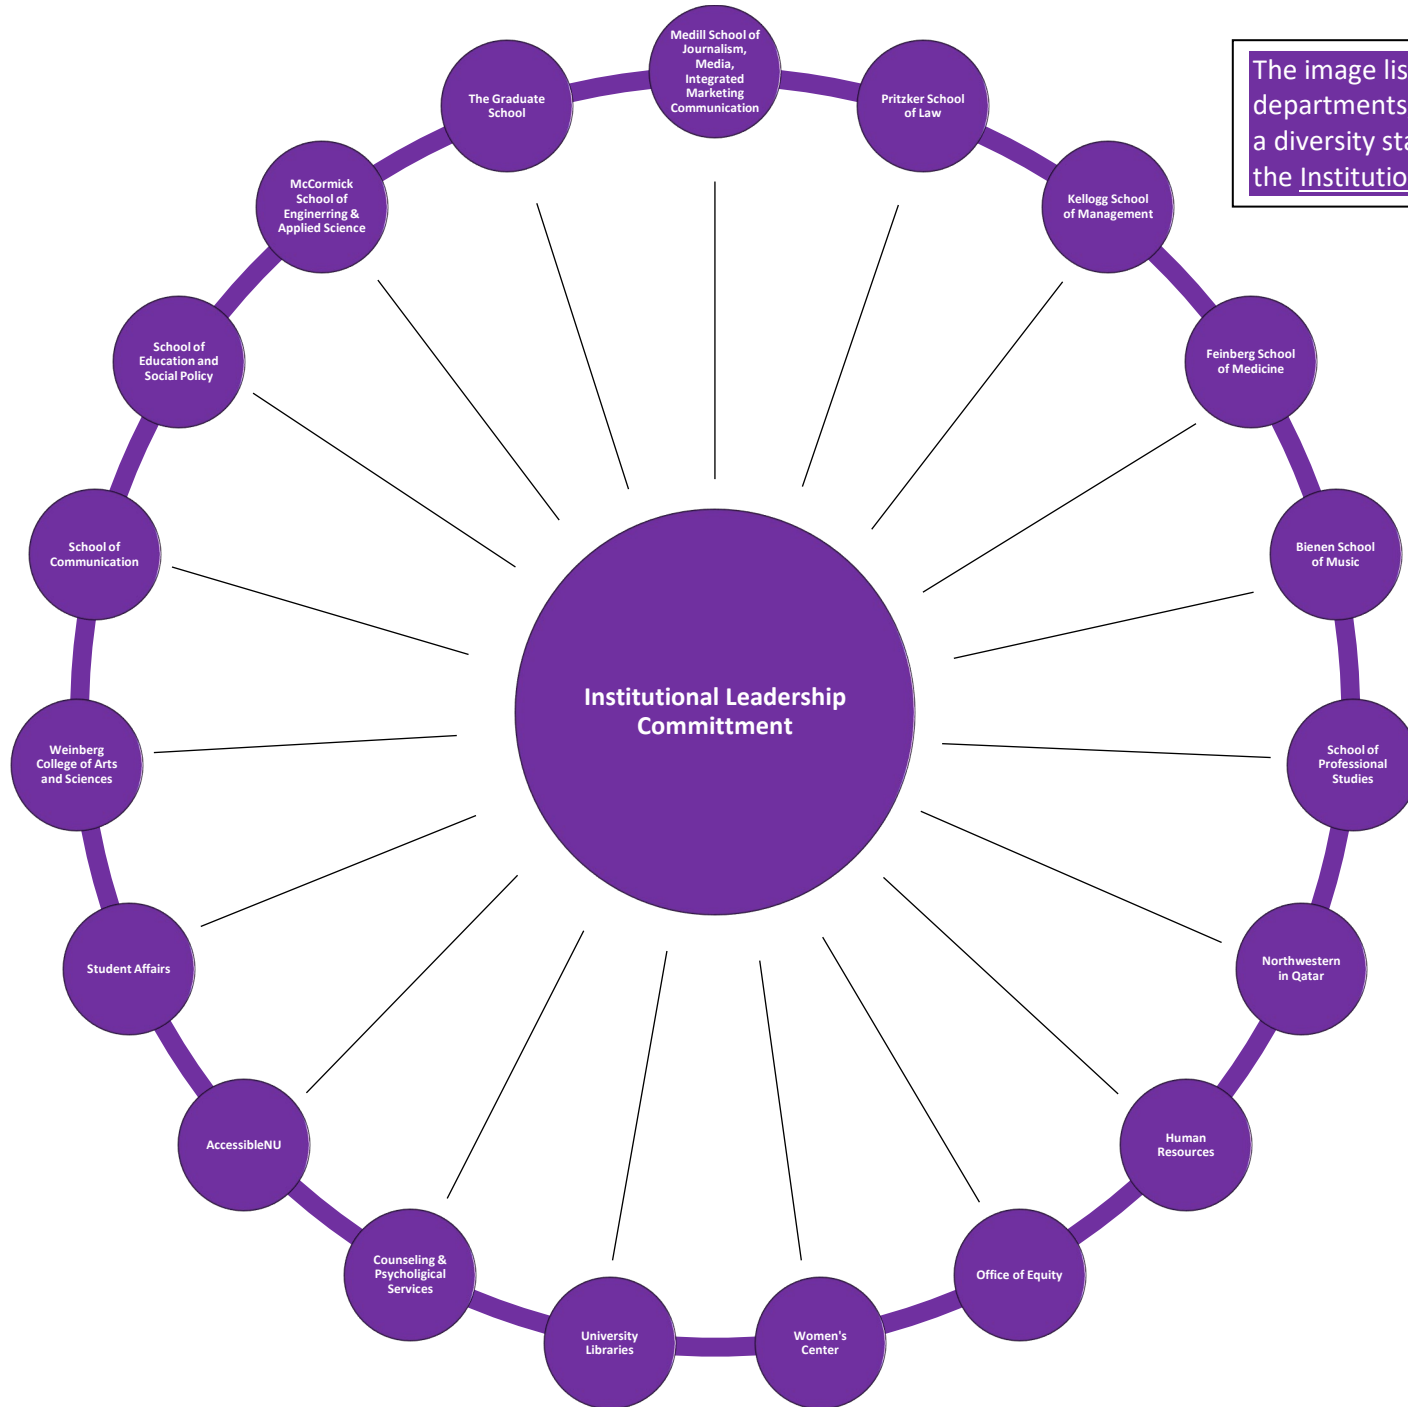 Medill School of
Journalism,
Media,
Integrated
Marketing
Communication
Pritzker School
of Law
Kellogg School
of Management
Feinberg School
of Medicine
Bienen School
of Music
School of
Professional
Studies
Northwestern
in Qatar
Human
Resources
Office of Equity
Women's
Center
University
Libraries
Counseling &
Psycholigical
Services
AccessibleNU
Student Affairs
Weinberg
College of Arts
and Sciences
School of
Communication
School of
Education and
Social Policy
McCormick
School of
Enginerring &
Applied Science
The Graduate
School
Institutional Leadership
Committment
The image lis
departments
a diversity sta
the Institutio